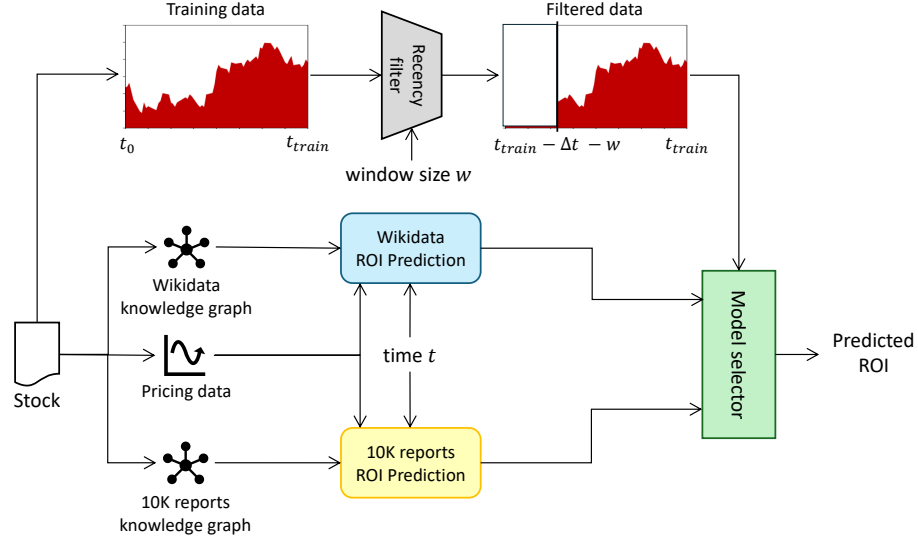 Training data
Filtered data
Recency
filter
t_0
t_train
t_train − Δt − w
t_train
window size w
Wikidata
ROI Prediction
Wikidata
knowledge graph
Model selector
time t
Predicted
ROI
Pricing data
Stock
10K reports
ROI Prediction
10K reports
knowledge graph